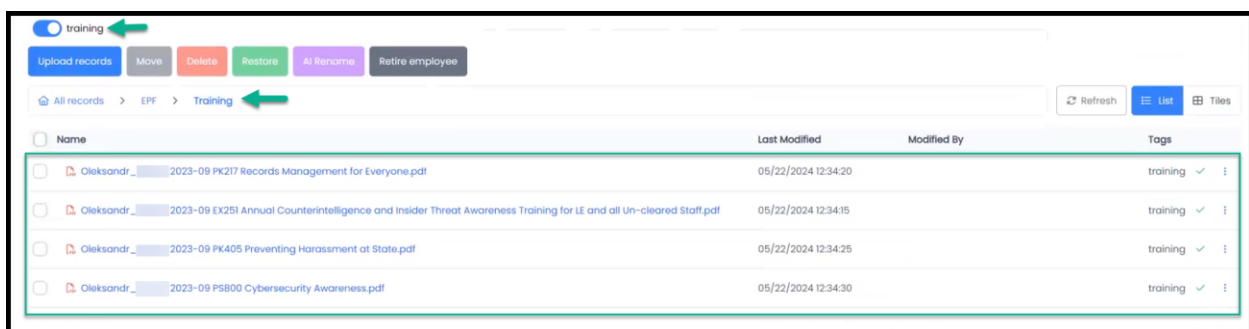 training
Upload records Move Delete Restore AI Rename Retire employee
All records > EPF > Training Refresh List Tiles
Name Last Modified Modified By Tags
Oleksandr_ 2023-09 PK217 Records Management for Everyone.pdf 05/22/2024 12:34:20 training
Oleksandr_ 2023-09 EX251 Annual Counterintelligence and Insider Threat Awareness Training for LE and all Un-cleared Staff.pdf 05/22/2024 12:34:15 training
Oleksandr_ 2023-09 PK405 Preventing Harassment at State.pdf 05/22/2024 12:34:25 training
Oleksandr_ 2023-09 PS800 Cybersecurity Awareness.pdf 05/22/2024 12:34:30 training